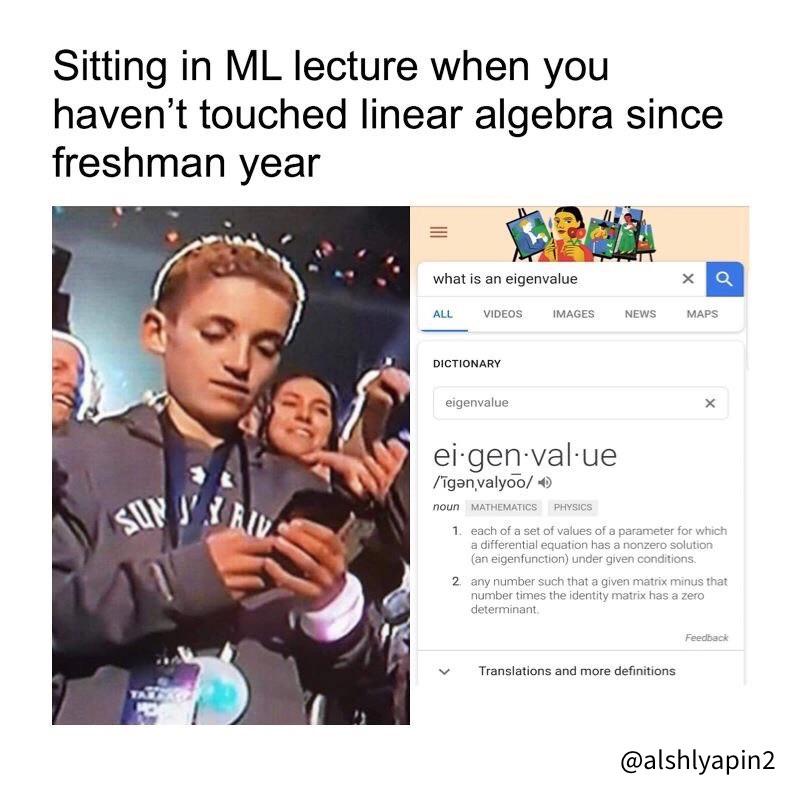 Sitting in ML lecture when you
haven’t touched linear algebra since
freshman year
what is an eigenvalue
ALL VIDEOS IMAGES NEWS MAPS
DICTIONARY
eigenvalue
ei·gen·val·ue
/ˈīɡənˌvalyo͞o/
noun MATHEMATICS PHYSICS
1. each of a set of values of a parameter for which
a differential equation has a nonzero solution
(an eigenfunction) under given conditions.
2. any number such that a given matrix minus that
number times the identity matrix has a zero
determinant.
Feedback
Translations and more definitions
@alshlyapin2